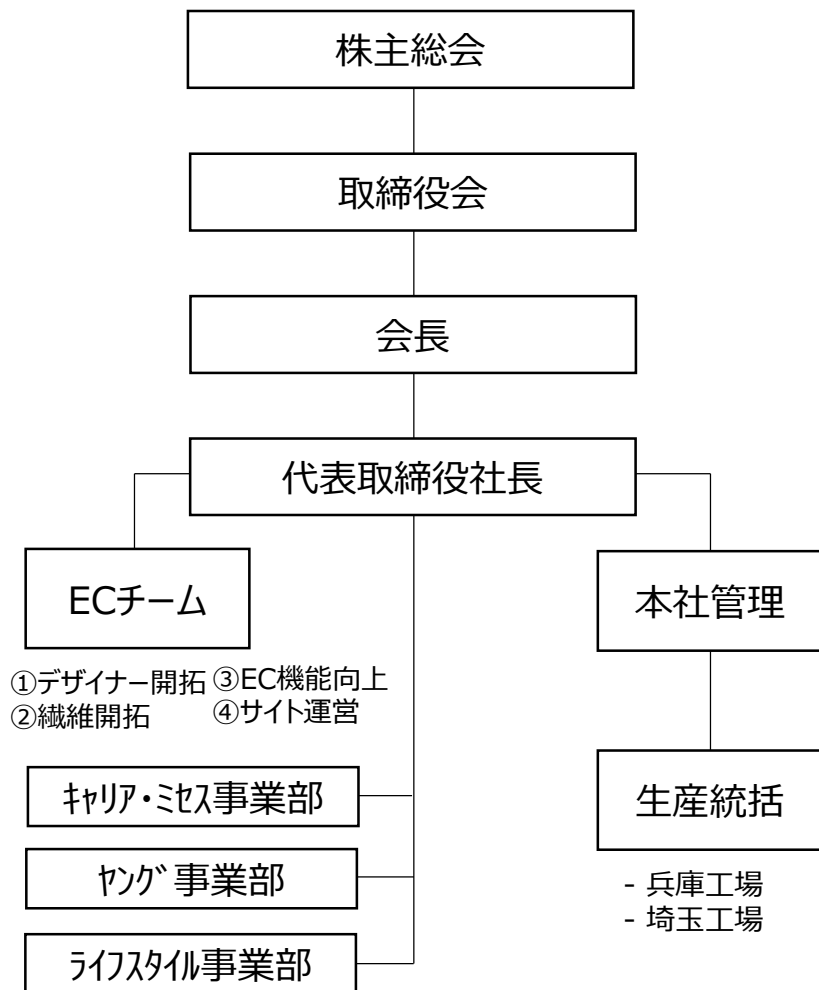 株主総会
取締役会
会長
代表取締役社長
ECチーム
本社管理
①デザイナー開拓 ③EC機能向上
②繊維開拓 ④サイト運営
ｷｬﾘｱ・ﾐｾｽ事業部
生産統括
ﾔﾝｸﾞ事業部
- 兵庫工場
- 埼玉工場
ﾗｲﾌｽﾀｲﾙ事業部